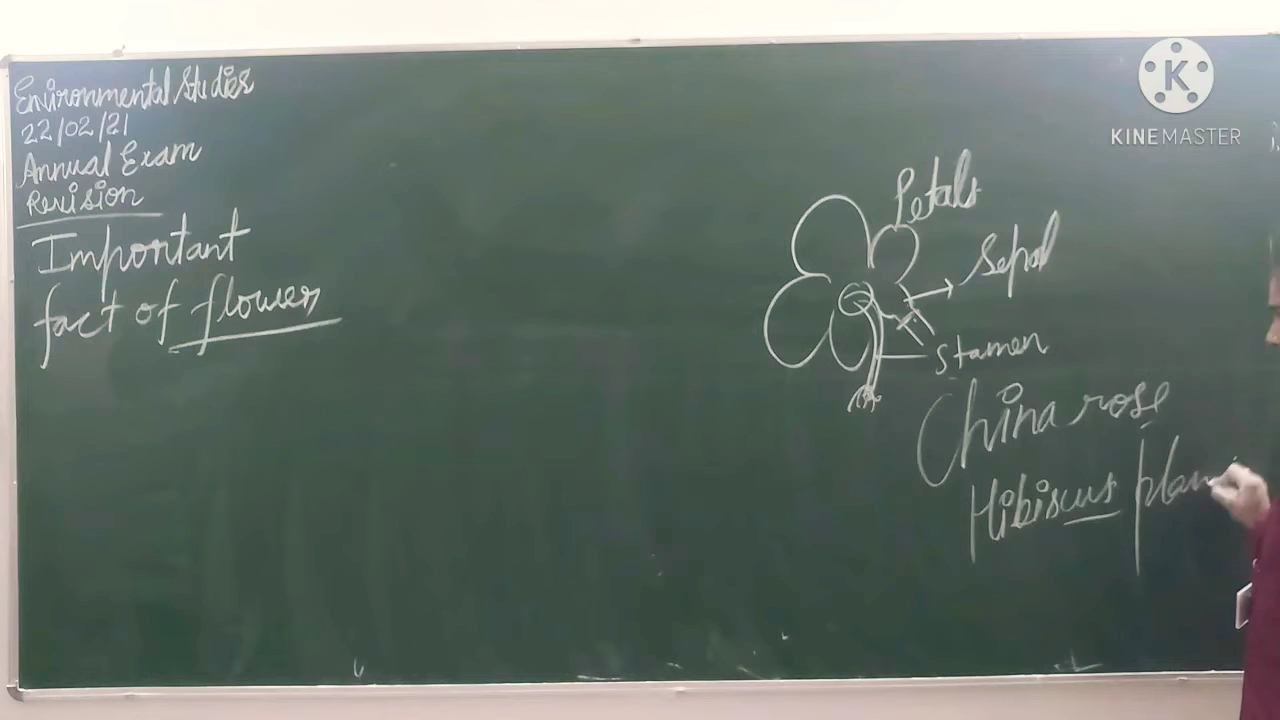 Environmental Studies
22/02/21
Annual Exam
Revision
Important
fact of flower
Petals
Sepal
Stamen
China rose
Hibiscus plan
K
KINEMASTER